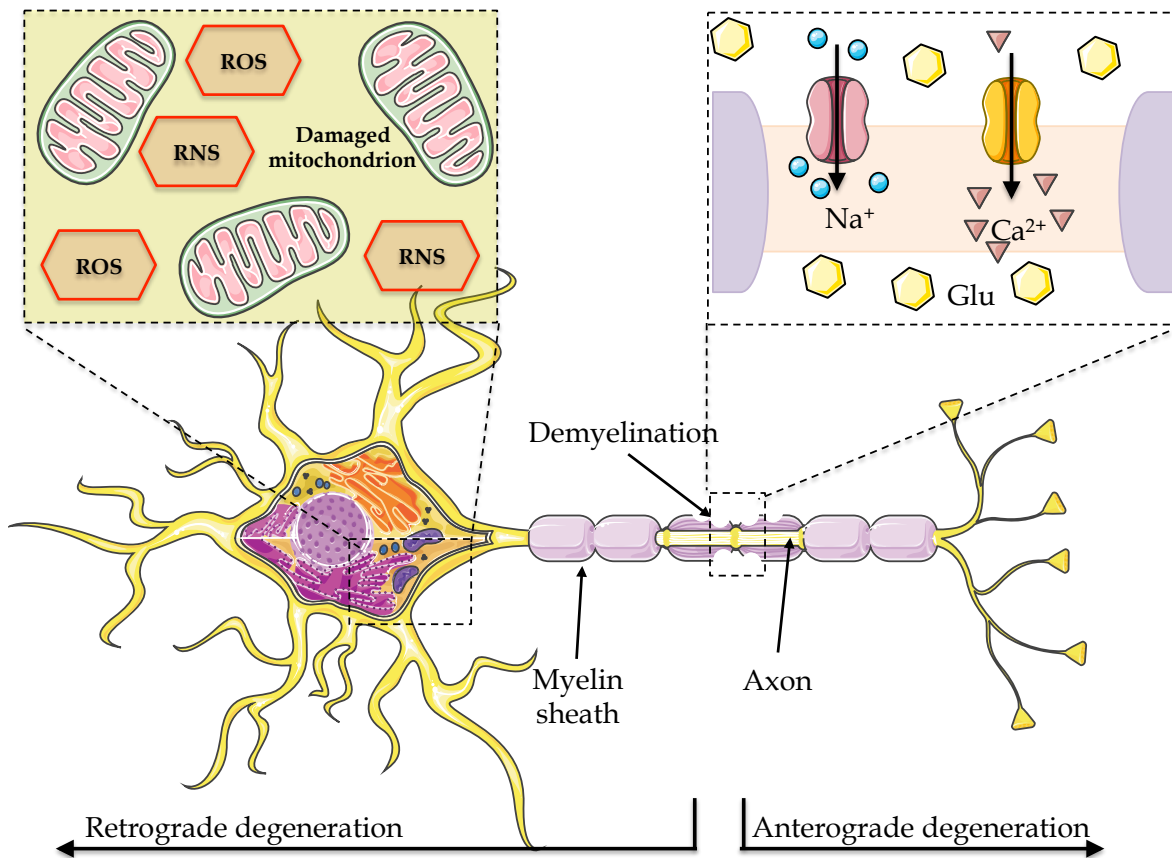 ROS
RNS
Damaged
mitochondrion
ROS
RNS
Na⁺
Ca²⁺
Glu
Demyelination
Myelin
sheath
Axon
Retrograde degeneration
Anterograde degeneration